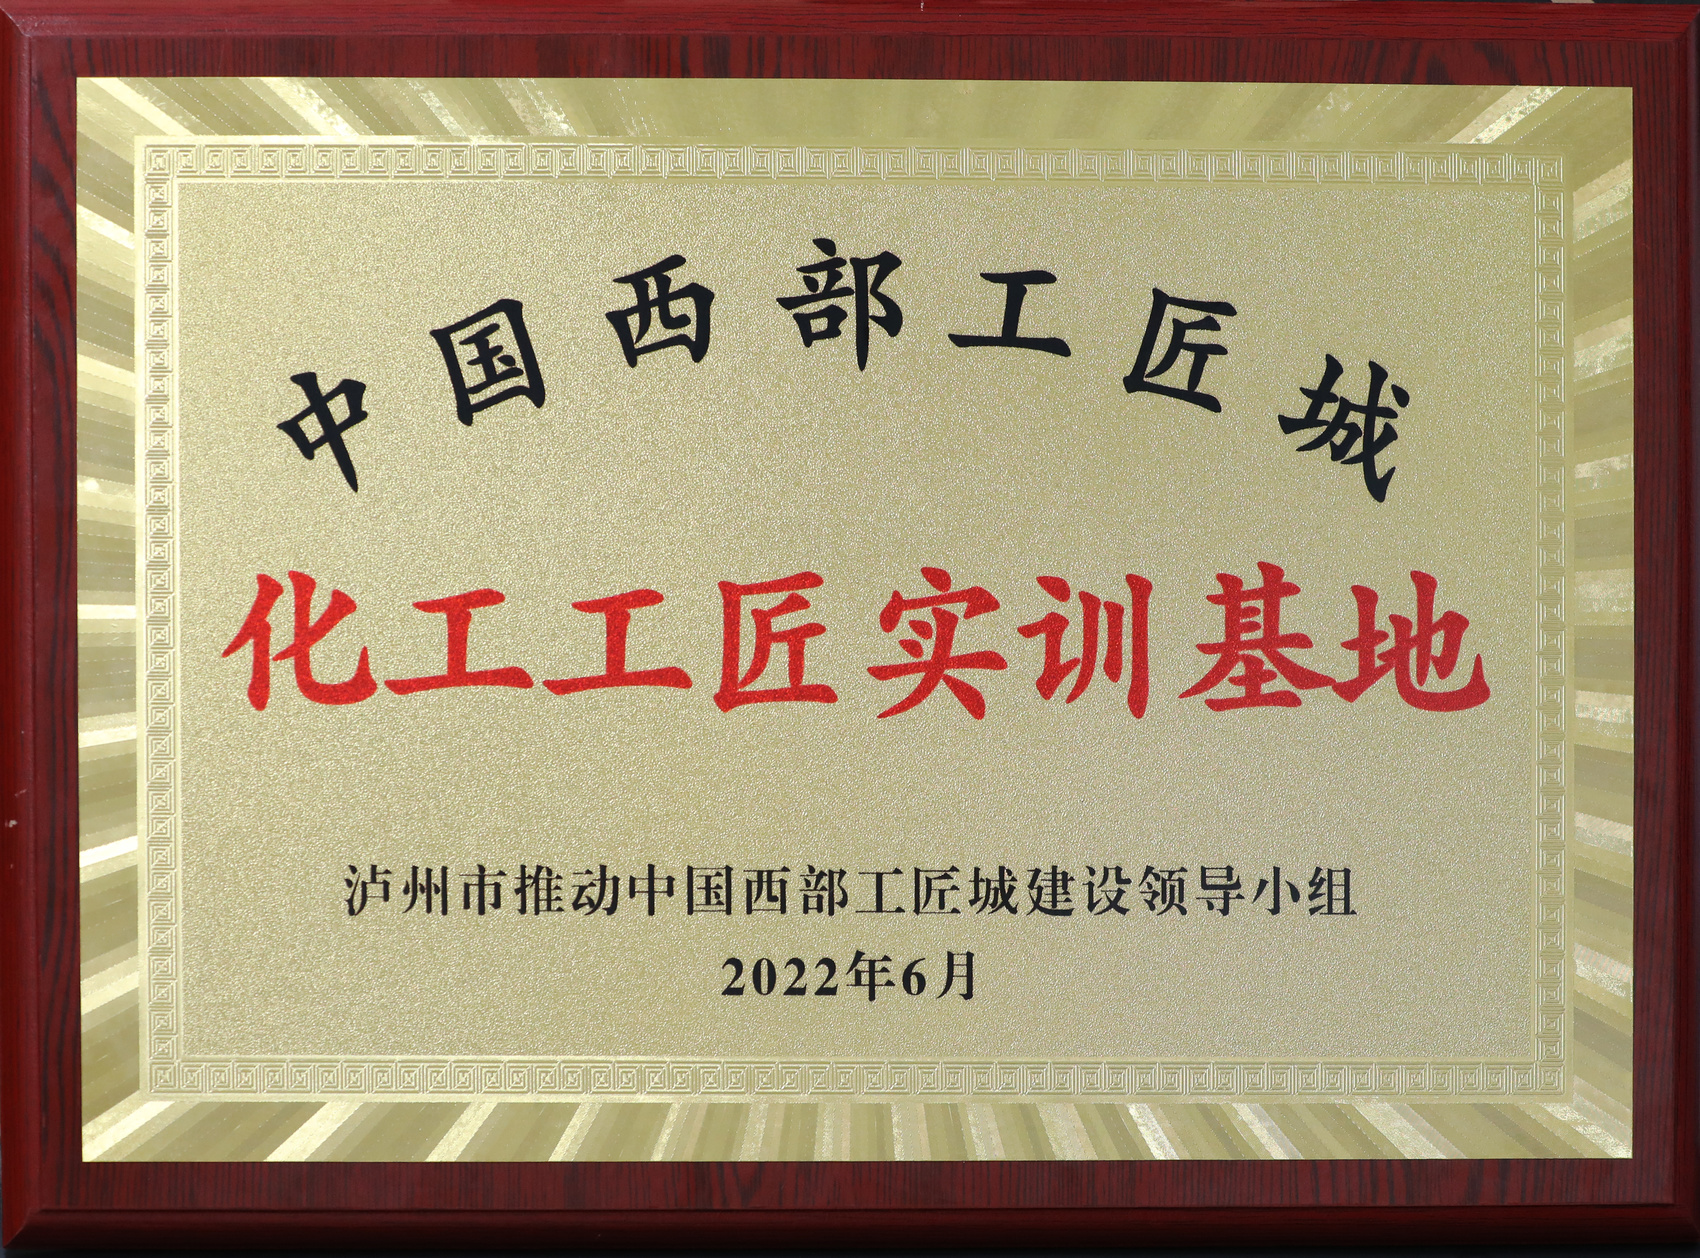 中国西部工匠城
化工工匠实训基地
泸州市推动中国西部工匠城建设领导小组
2022年6月